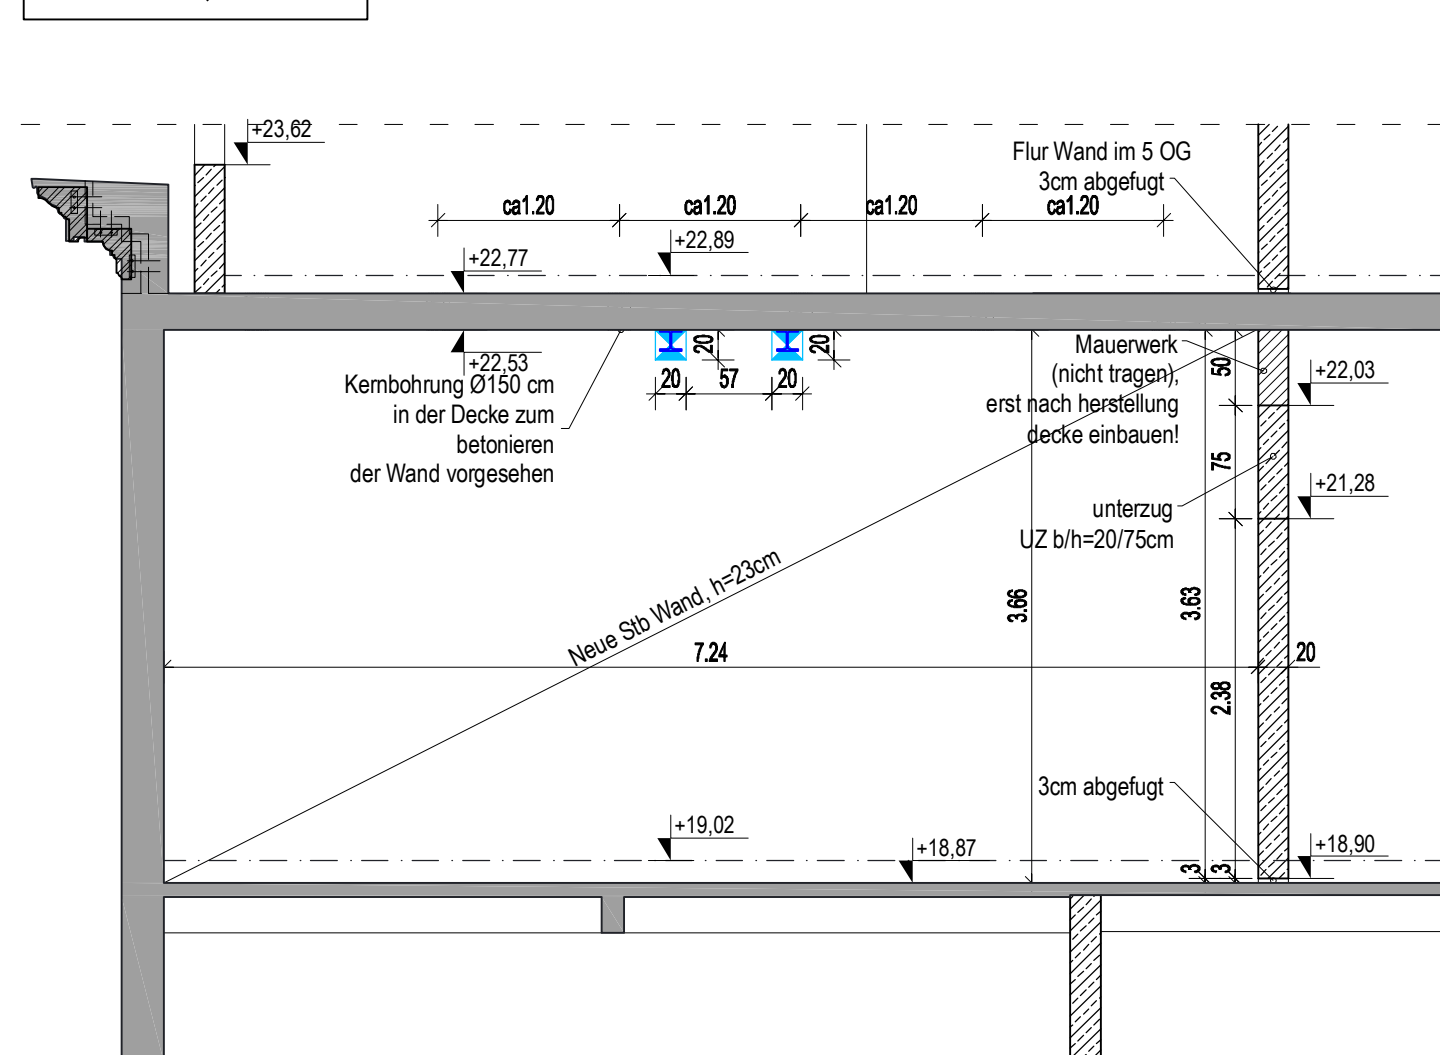 +23,62
Flur Wand im 5 OG
3cm abgefugt
ca1.20
ca1.20
ca1.20
ca1.20
+22,89
+22,77
+22,53
Kernbohrung Ø150 cm
in der Decke zum
betonieren
der Wand vorgesehen
20
20
20
57
20
Mauerwerk
(nicht tragen),
erst nach herstellung
decke einbauen!
50
+22,03
75
+21,28
unterzug
UZ b/h=20/75cm
Neue Stb Wand, h=23cm
3.66
3.63
7.24
20
2.38
3cm abgefugt
+19,02
+18,87
+18,90
3
3